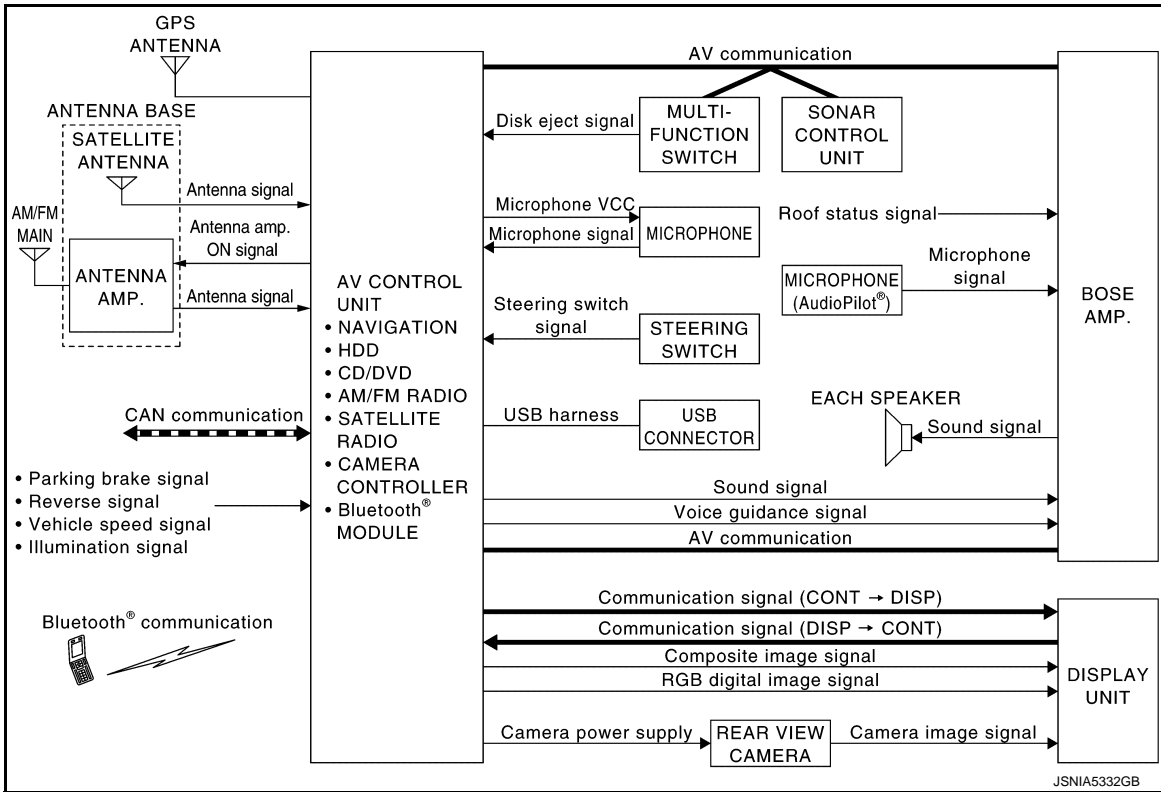 GPS
ANTENNA
ANTENNA BASE
SATELLITE
ANTENNA
AM/FM
MAIN
ANTENNA
AMP.
Antenna signal
Antenna amp.
ON signal
Antenna signal
CAN communication
• Parking brake signal
• Reverse signal
• Vehicle speed signal
• Illumination signal
Bluetooth® communication
AV CONTROL
UNIT
• NAVIGATION
• HDD
• CD/DVD
• AM/FM RADIO
• SATELLITE
RADIO
• CAMERA
CONTROLLER
• Bluetooth®
MODULE
AV communication
Disk eject signal
MULTI-
FUNCTION
SWITCH
SONAR
CONTROL
UNIT
Microphone VCC
Microphone signal
MICROPHONE
Roof status signal
MICROPHONE
(AudioPilot®)
Microphone
signal
Steering switch
signal
STEERING
SWITCH
USB harness
USB
CONNECTOR
EACH SPEAKER
Sound signal
Sound signal
Voice guidance signal
AV communication
BOSE
AMP.
Communication signal (CONT → DISP)
Communication signal (DISP → CONT)
Composite image signal
RGB digital image signal
Camera power supply
REAR VIEW
CAMERA
Camera image signal
DISPLAY
UNIT
JSNIA5332GB